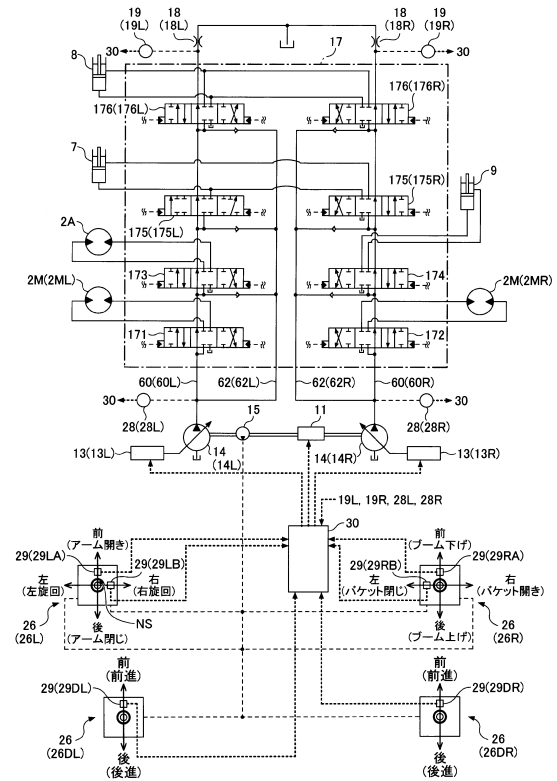 18 (18L)
18 (18R)
19 (19L)
19 (19R)
30
30
17
8
176(176L)
176(176R)
7
9
175(175L)
175(175R)
2A
173
174
2M(2ML)
2M(2MR)
171
172
60(60L)
62(62L)
62(62R)
60(60R)
30
30
28(28L)
28(28R)
15
11
13(13L)
14 (14L)
14(14R)
13(13R)
19L, 19R, 28L, 28R
30
前
(アーム開き)
29(29LA)
29(29LB)
左
(左旋回)
右
(右旋回)
NS
後
(アーム閉じ)
26
(26L)
前
(ブーム下げ)
29(29RB)
29(29RA)
左
(バケット閉じ)
右
(バケット開き)
後
(ブーム上げ)
26
(26R)
前
(前進)
29(29DL)
26
(26DL)
後
(後進)
前
(前進)
29(29DR)
26
(26DR)
後
(後進)